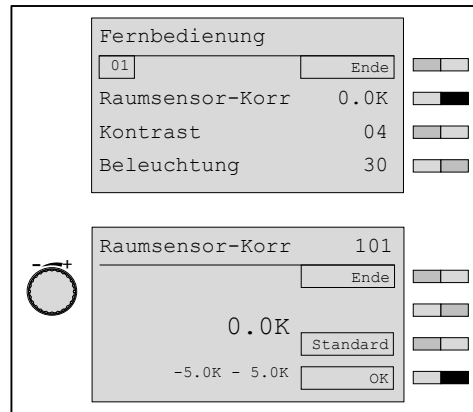 Fernbedienung
01 Ende
Raumsensor-Korr 0.0K
Kontrast 04
Beleuchtung 30
Raumsensor-Korr 101
Ende
- +
0.0K
Standard
-5.0K - 5.0K OK